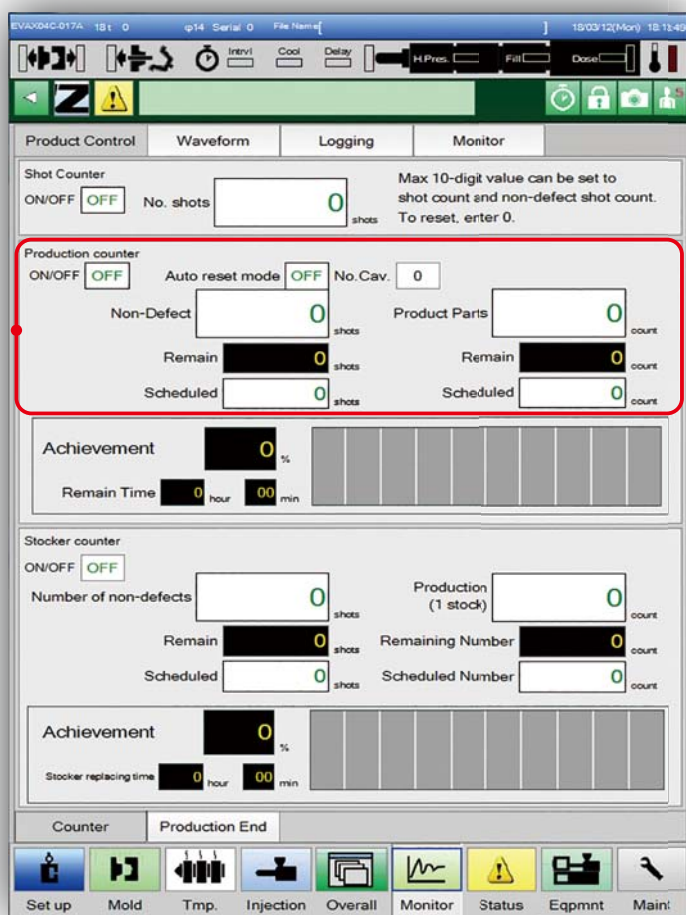 EVAX04C-017A 18t 0 φ14 Serial 0 File Name[ ] 18/03/12(Mon) 18:13:49
Intrvl Cool Delay H.Pres. Fill Dose
Z 5
Product Control Waveform Logging Monitor
Shot Counter
ON/OFF OFF No. shots 0 shots
Max 10-digit value can be set to
shot count and non-defect shot count.
To reset, enter 0.
Production counter
ON/OFF OFF Auto reset mode OFF No.Cav. 0
Non-Defect 0 shots Product Parts 0 count
Remain 0 shots Remain 0 count
Scheduled 0 shots Scheduled 0 count
Achievement 0 %
Remain Time 0 hour 00 min
Stocker counter
ON/OFF OFF
Number of non-defects 0 shots Production (1 stock) 0 count
Remain 0 shots Remaining Number 0 count
Scheduled 0 shots Scheduled Number 0 count
Achievement 0 %
Stocker replacing time 0 hour 00 min
Counter Production End
Set up Mold Tmp. Injection Overall Monitor Status Eqpmnt Main